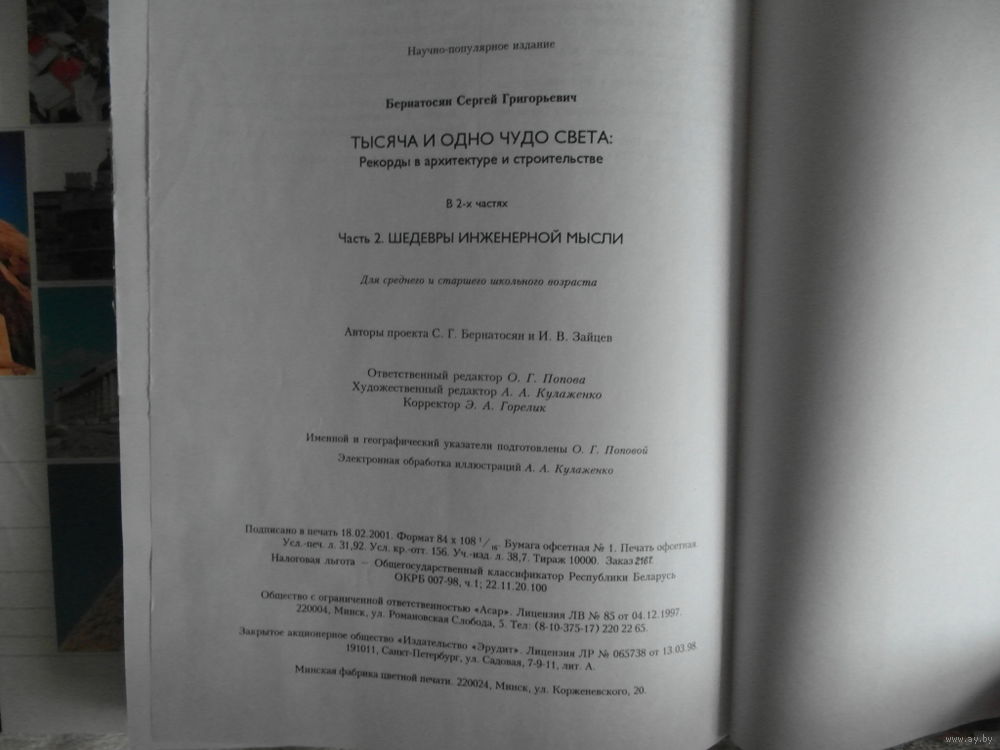 Научно-популярное издание
Бернатосян Сергей Григорьевич
ТЫСЯЧА И ОДНО ЧУДО СВЕТА:
Рекорды в архитектуре и строительстве
В 2-х частях
Часть 2. ШЕДЕВРЫ ИНЖЕНЕРНОЙ МЫСЛИ
Для среднего и старшего школьного возраста
Авторы проекта С. Г. Бернатосян и И. В. Зайцев
Ответственный редактор О. Г. Попова
Художественный редактор А. А. Кулаженко
Корректор Э. А. Горелик
Именной и географический указатели подготовлены О. Г. Поповой
Электронная обработка иллюстраций А. А. Кулаженко
Подписано в печать 18.02.2001. Формат 84 х 108 1/16. Бумага офсетная № 1. Печать офсетная.
Усл.-печ. л. 31,92. Усл. кр.-отт. 156. Уч.-изд. л. 38,7. Тираж 10000. Заказ 2167.
Налоговая льгота – Общегосударственный классификатор Республики Беларусь
ОКРБ 007-98, ч.1; 22.11.20.100
Общество с ограниченной ответственностью «Асар». Лицензия ЛВ № 85 от 04.12.1997.
220004, Минск, ул. Романовская Слобода, 5. Тел: (8-10-375-17) 220 22 65.
Закрытое акционерное общество «Издательство «Эрудит». Лицензия ЛР № 065738 от 13.03.98.
191011, Санкт-Петербург, ул. Садовая, 7-9-11, лит. А.
Минская фабрика цветной печати. 220024, Минск, ул. Корженевского, 20.
www.ay.by